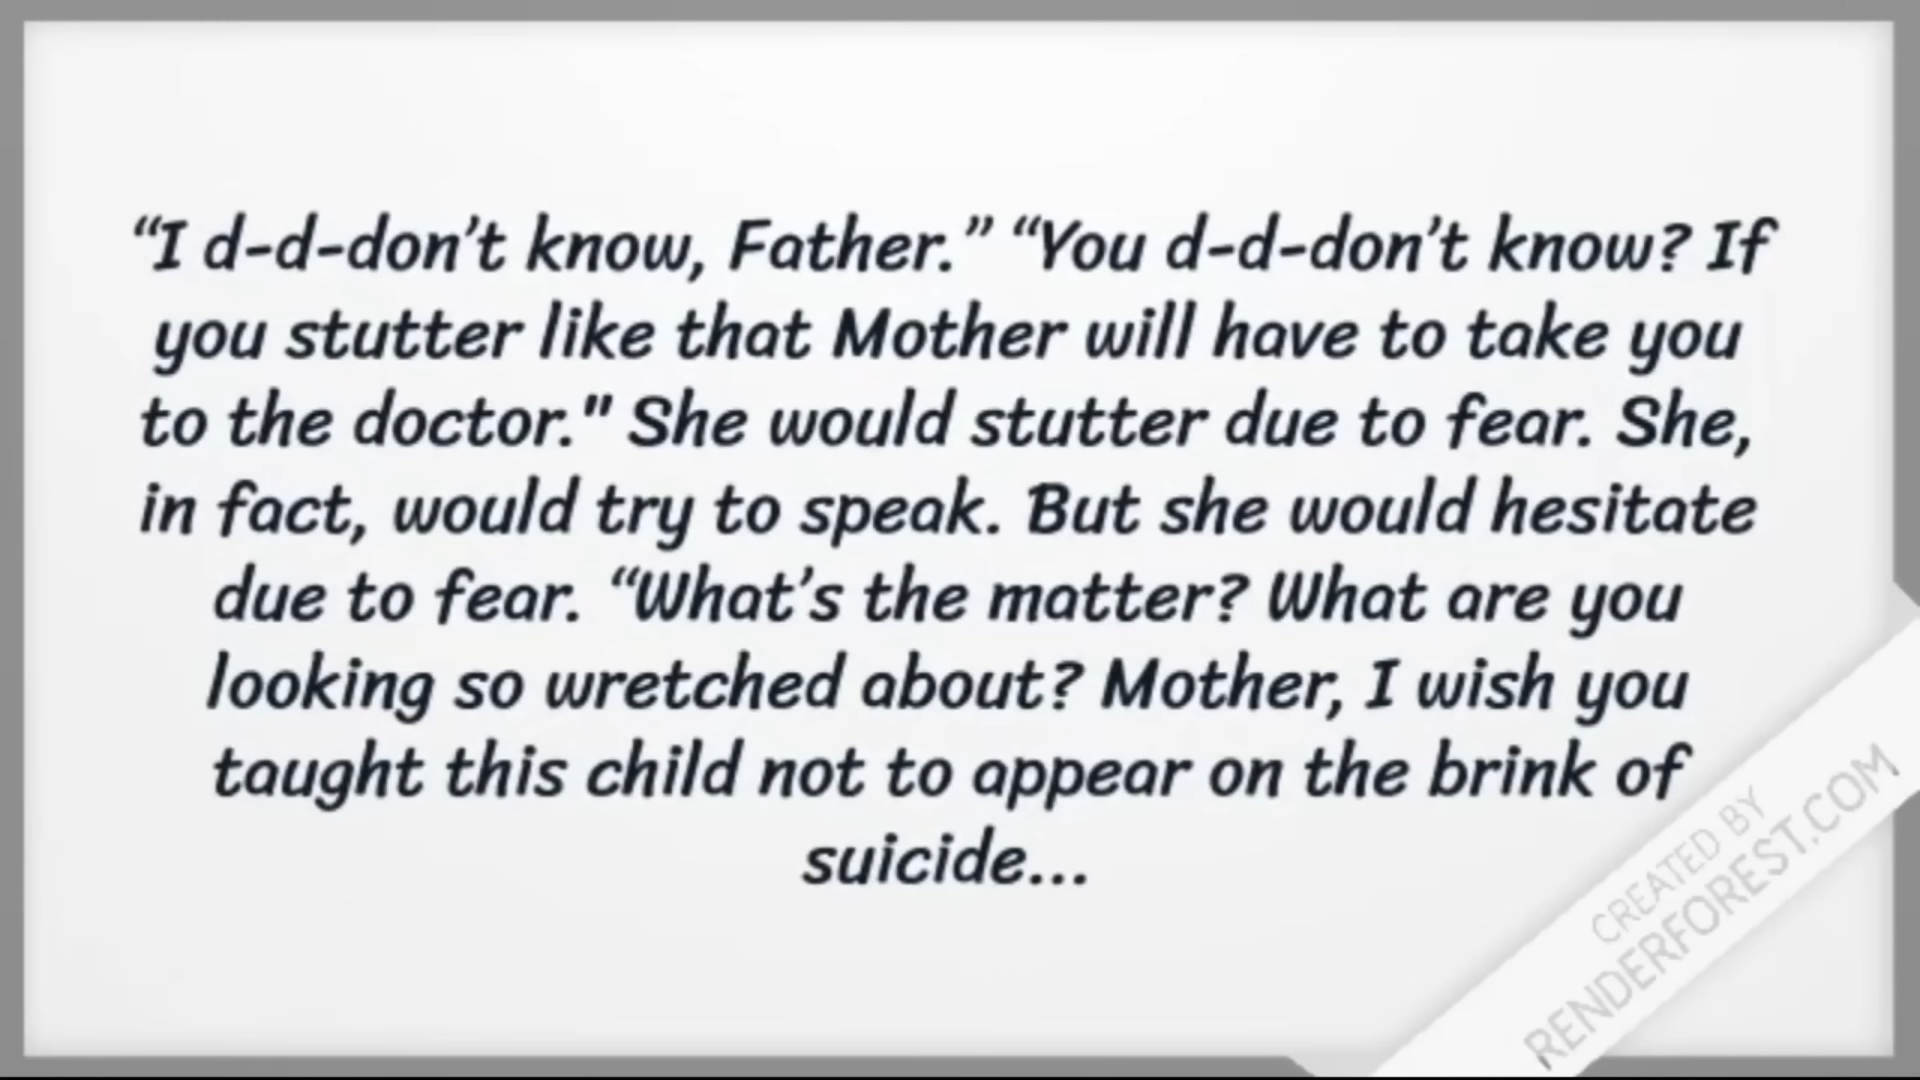 “I d-d-don’t know, Father.” “You d-d-don’t know? If
you stutter like that Mother will have to take you
to the doctor." She would stutter due to fear. She,
in fact, would try to speak. But she would hesitate
due to fear. “What’s the matter? What are you
looking so wretched about? Mother, I wish you
taught this child not to appear on the brink of
suicide...
CREATED BY
RENDERFOREST.COM